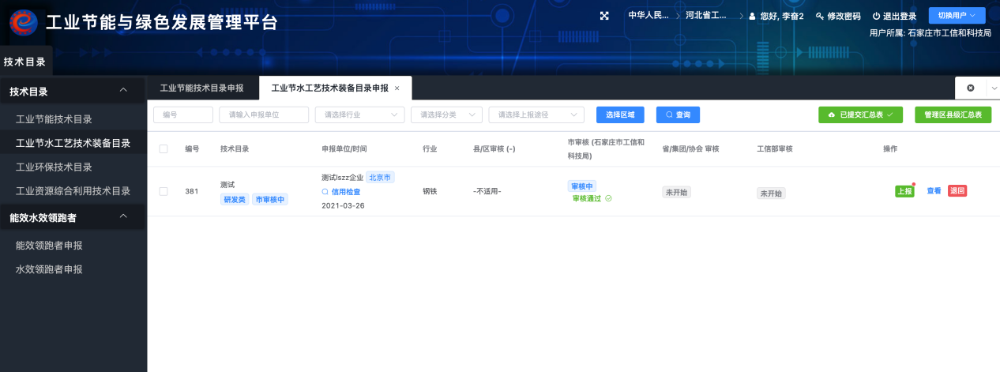 工业节能与绿色发展管理平台
中华人民... 河北省工... 您好, 李奋2 修改密码 退出登录 切换用户
用户所属: 石家庄市工信和科技局
技术目录
技术目录
工业节能技术目录
工业节水工艺技术装备目录
工业环保技术目录
工业资源综合利用技术目录
能效水效领跑者
能效领跑者申报
水效领跑者申报
工业节能技术目录申报 工业节水工艺技术装备目录申报
编号 请输入申报单位 请选择行业 请选择分类 请选择上报途径 选择区域 查询 已提交汇总表 管理区县级汇总表
编号 技术目录 申报单位/时间 行业 县/区审核 (-) 市审核 (石家庄市工信和科技局) 省/集团/协会 审核 工信部审核 操作
381
测试
研发类 市审核中
测试lszz企业 北京市
信用检查
2021-03-26
钢铁
-不适用-
审核中
审核通过
未开始
未开始
上报 查看 退回